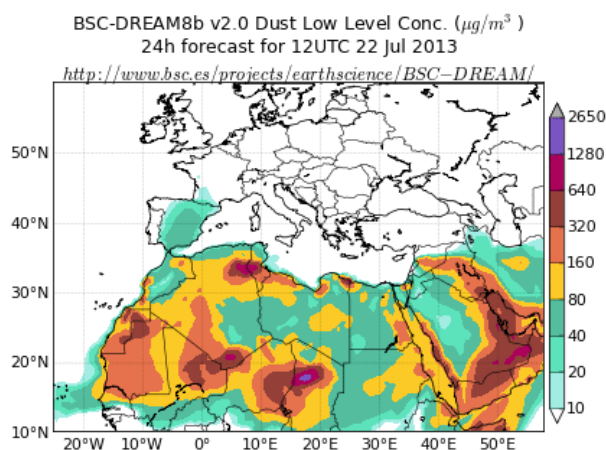 BSC-DREAM8b v2.0 Dust Low Level Conc. (μg/m³ )
24h forecast for 12UTC 22 Jul 2013
http://www.bsc.es/projects/earthscience/BSC−DREAM/
50°N
40°N
30°N
20°N
10°N
20°W
10°W
0°
10°E
20°E
30°E
40°E
50°E
2650
1280
640
320
160
80
40
20
10